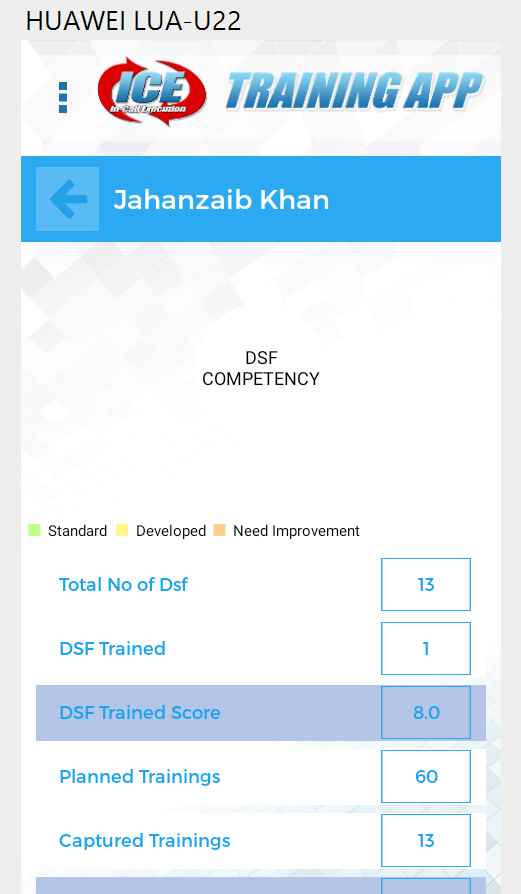 HUAWEI LUA-U22
ICE
In-Call Education
TRAINING APP
Jahanzaib Khan
DSF
COMPETENCY
Standard Developed Need Improvement
Total No of Dsf 13
DSF Trained 1
DSF Trained Score 8.0
Planned Trainings 60
Captured Trainings 13